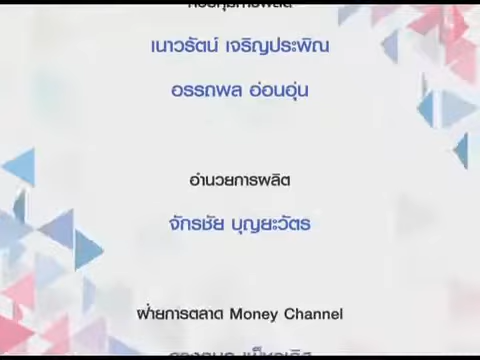 เนาวรัตน์ เจริญประพิณ
อรรถพล อ่อนอุ่น
อำนวยการผลิต
จักรชัย บุญยะวัตร
ฝ่ายการตลาด Money Channel